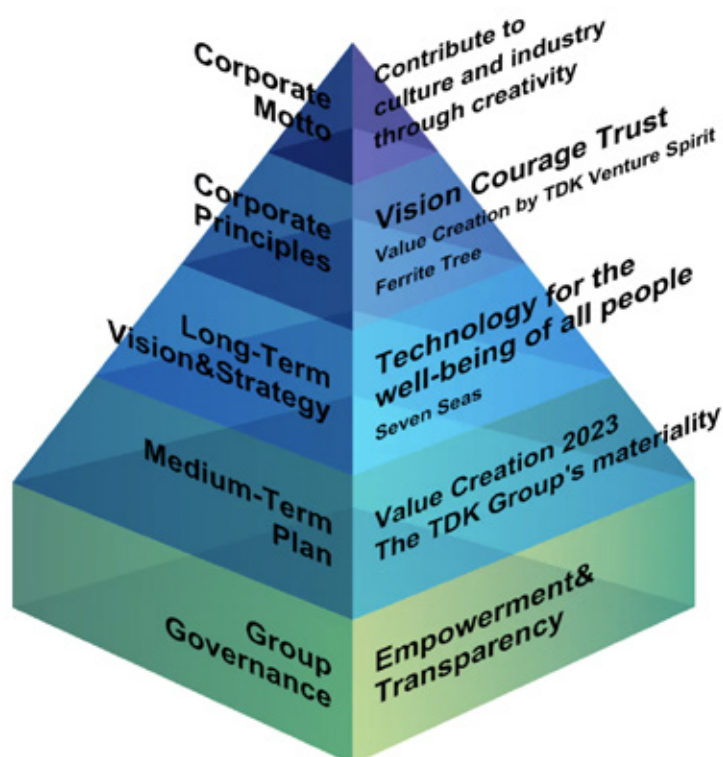 Corporate
Motto
Contribute to
culture and industry
through creativity
Corporate
Principles
Vision Courage Trust
Value Creation by TDK Venture Spirit
Ferrite Tree
Long-Term
Vision&Strategy
Technology for the
well-being of all people
Seven Seas
Medium-Term
Plan
Value Creation 2023
The TDK Group's materiality
Group
Governance
Empowerment&
Transparency